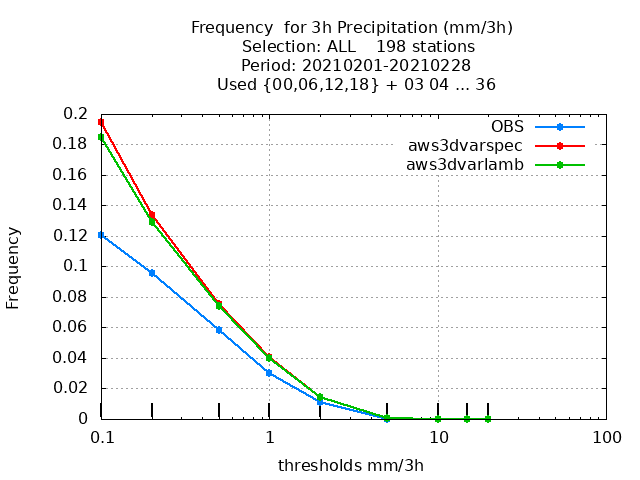 Frequency  for 3h Precipitation (mm/3h)
Selection: ALL    198 stations
Period: 20210201-20210228
Used {00,06,12,18} + 03 04 ... 36
OBS
aws3dvarspec
aws3dvarlamb
0.2
0.18
0.16
0.14
0.12
0.1
0.08
0.06
0.04
0.02
0
Frequency
0.1 1 10 100
thresholds mm/3h